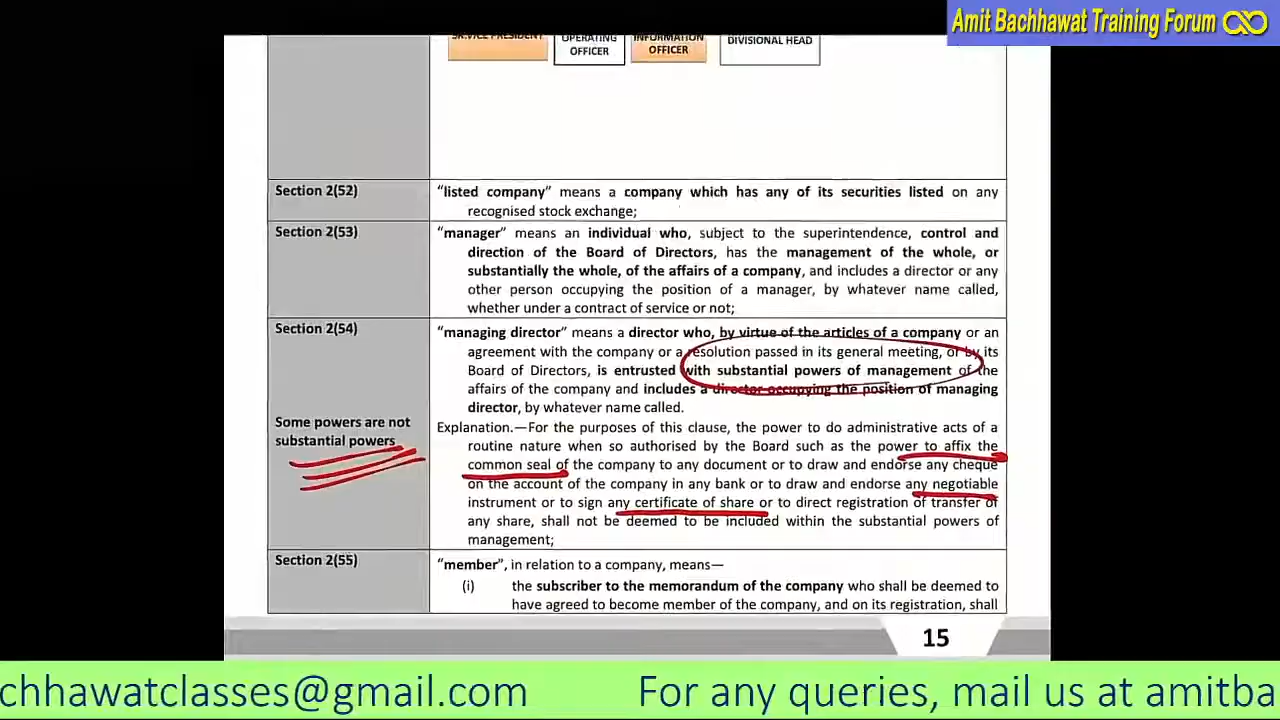 Amit Bachhawat Training Forum
SR.VICE PRESIDENT
OPERATING
OFFICER
INFORMATION
OFFICER
DIVISIONAL HEAD
Section 2(52)
“listed company” means a company which has any of its securities listed on any
recognised stock exchange;
Section 2(53)
“manager” means an individual who, subject to the superintendence, control and
direction of the Board of Directors, has the management of the whole, or
substantially the whole, of the affairs of a company, and includes a director or any
other person occupying the position of a manager, by whatever name called,
whether under a contract of service or not;
Section 2(54)
“managing director” means a director who, by virtue of the articles of a company or an
agreement with the company or a resolution passed in its general meeting, or by its
Board of Directors, is entrusted with substantial powers of management of the
affairs of the company and includes a director occupying the position of managing
director, by whatever name called.
Some powers are not
substantial powers
Explanation.—For the purposes of this clause, the power to do administrative acts of a
routine nature when so authorised by the Board such as the power to affix the
common seal of the company to any document or to draw and endorse any cheque
on the account of the company in any bank or to draw and endorse any negotiable
instrument or to sign any certificate of share or to direct registration of transfer of
any share, shall not be deemed to be included within the substantial powers of
management;
Section 2(55)
“member”, in relation to a company, means—
(i) the subscriber to the memorandum of the company who shall be deemed to
have agreed to become member of the company, and on its registration, shall
15
chhawatclasses@gmail.com For any queries, mail us at amitba